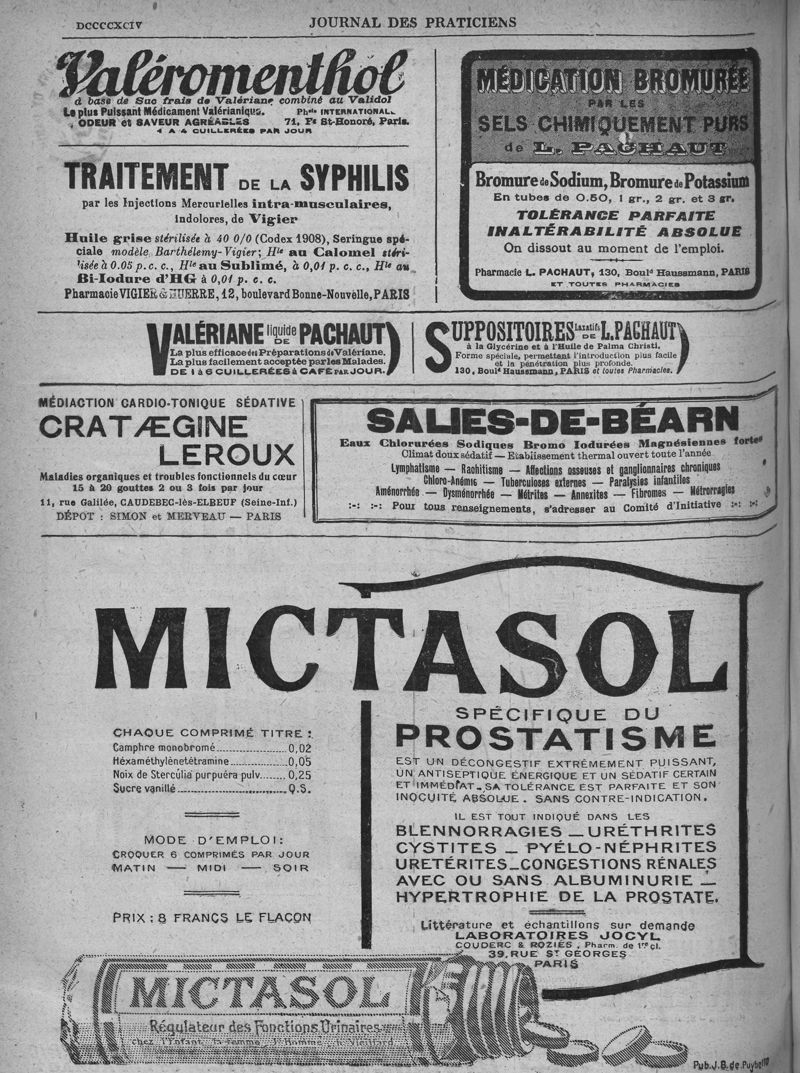 DCCCCXCIV
JOURNAL DES PRATICIENS
Valéromenthol
à base de Suc frais de Valériane combiné au Validol
Le plus Puissant Médicament Valérianique.
ODEUR et SAVEUR AGRÉABLES
4 A 4 CUILLERÉES PAR JOUR
Phcie INTERNATIONALE
71, Fg St-Honoré, Paris.
TRAITEMENT DE LA SYPHILIS
par les Injections Mercurielles intra-musculaires,
indolores, de Vigier
Huile grise stérilisée à 40 0/0 (Codex 1908), Seringue spé-
ciale modèle Barthélemy-Vigier; Hle au Calomel stéri-
lisée à 0.05 p. c. c., Hle au Sublimé, à 0,01 p. c. c., Hle au
Bi-Iodure d'HG à 0,01 p. c. c.
Pharmacie VIGIER & HUERRE, 12, boulevard Bonne-Nouvelle, PARIS
MÉDICATION BROMURÉE
PAR LES
SELS CHIMIQUEMENT PURS
de L. PACHAUT
Bromure de Sodium, Bromure de Potassium
En tubes de 0.50, 1 gr., 2 gr. et 3 gr.
TOLÉRANCE PARFAITE
INALTÉRABILITÉ ABSOLUE
On dissout au moment de l'emploi.
Pharmacie L. PACHAUT, 130, Bould Haussmann, PARIS
ET TOUTES PHARMACIES
VALÉRIANE liquide DE PACHAUT
La plus efficace des Préparations de Valériane.
La plus facilement acceptée par les Malades.
DE 1 à 6 CUILLERÉES à CAFÉ PAR JOUR.
SUPPOSITOIRES Laxatifs DE L. PACHAUT
à la Glycérine et à l'Huile de Palma Christi.
Forme spéciale, permettant l'introduction plus facile
et la pénétration plus profonde.
130, Bould Haussmann, PARIS et toutes Pharmacies.
MÉDIACTION CARDIO-TONIQUE SÉDATIVE
CRATÆGINE
LEROUX
Maladies organiques et troubles fonctionnels du cœur
15 à 20 gouttes 2 ou 3 fois par jour
11, rue Galilée, CAUDEBEC-lès-ELBEUF (Seine-Inf.)
DÉPOT : SIMON et MERVEAU — PARIS
SALIES-DE-BÉARN
Eaux Chlorurées Sodiques Bromo Iodurées Magnésiennes fortes
Climat doux sédatif — Etablissement thermal ouvert toute l'année
Lymphatisme — Rachitisme — Affections osseuses et ganglionnaires chroniques
Chloro-Anémie — Tuberculoses externes — Paralysies infantiles
Aménorrhée — Dysménorrhée — Métrites — Annexites — Fibromes — Métrorragies
:-: :-: Pour tous renseignements, s'adresser au Comité d'Initiative :-: :-:
MICTASOL
CHAQUE COMPRIMÉ TITRE :
Camphre monobromé........................0,02
Héxaméthylènetétramine..................0,05
Noix de Sterculia purpuéra pulv........0,25
Sucre vanillé..............................Q.S.
MODE D'EMPLOI:
CROQUER 6 COMPRIMÉS PAR JOUR
MATIN — MIDI — SOIR
PRIX : 8 FRANCS LE FLAÇON
SPÉCIFIQUE DU
PROSTATISME
EST UN DÉCONGESTIF EXTRÊMEMENT PUISSANT,
UN ANTISEPTIQUE ÉNERGIQUE ET UN SÉDATIF CERTAIN
ET IMMÉDIAT _ SA TOLÉRANCE EST PARFAITE ET SON
INOCUITÉ ABSOLUE. SANS CONTRE-INDICATION.
IL EST TOUT INDIQUÉ DANS LES
BLENNORRAGIES _ URÉTHRITES
CYSTITES _ PYÉLO-NÉPHRITES
URETÉRITES _ CONGESTIONS RÉNALES
AVEC OU SANS ALBUMINURIE _
HYPERTROPHIE DE LA PROSTATE.
Littérature et échantillons sur demande
LABORATOIRES JOCYL
COUDERC & ROZIÉS, Pharm. de 1re cl.
39, RUE ST GEORGES
PARIS
MICTASOL
Régulateur des Fonctions Urinaires
chez l'Enfant, la Femme, l'Homme, le Vieillard
Pub. J. B. de Puybelle